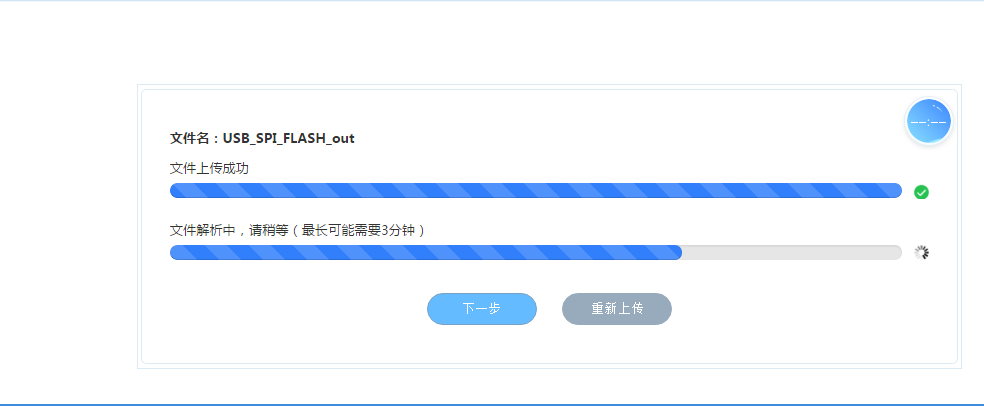 --:--
文件名：USB_SPI_FLASH_out
文件上传成功
文件解析中，请稍等（最长可能需要3分钟）
下一步
重新上传